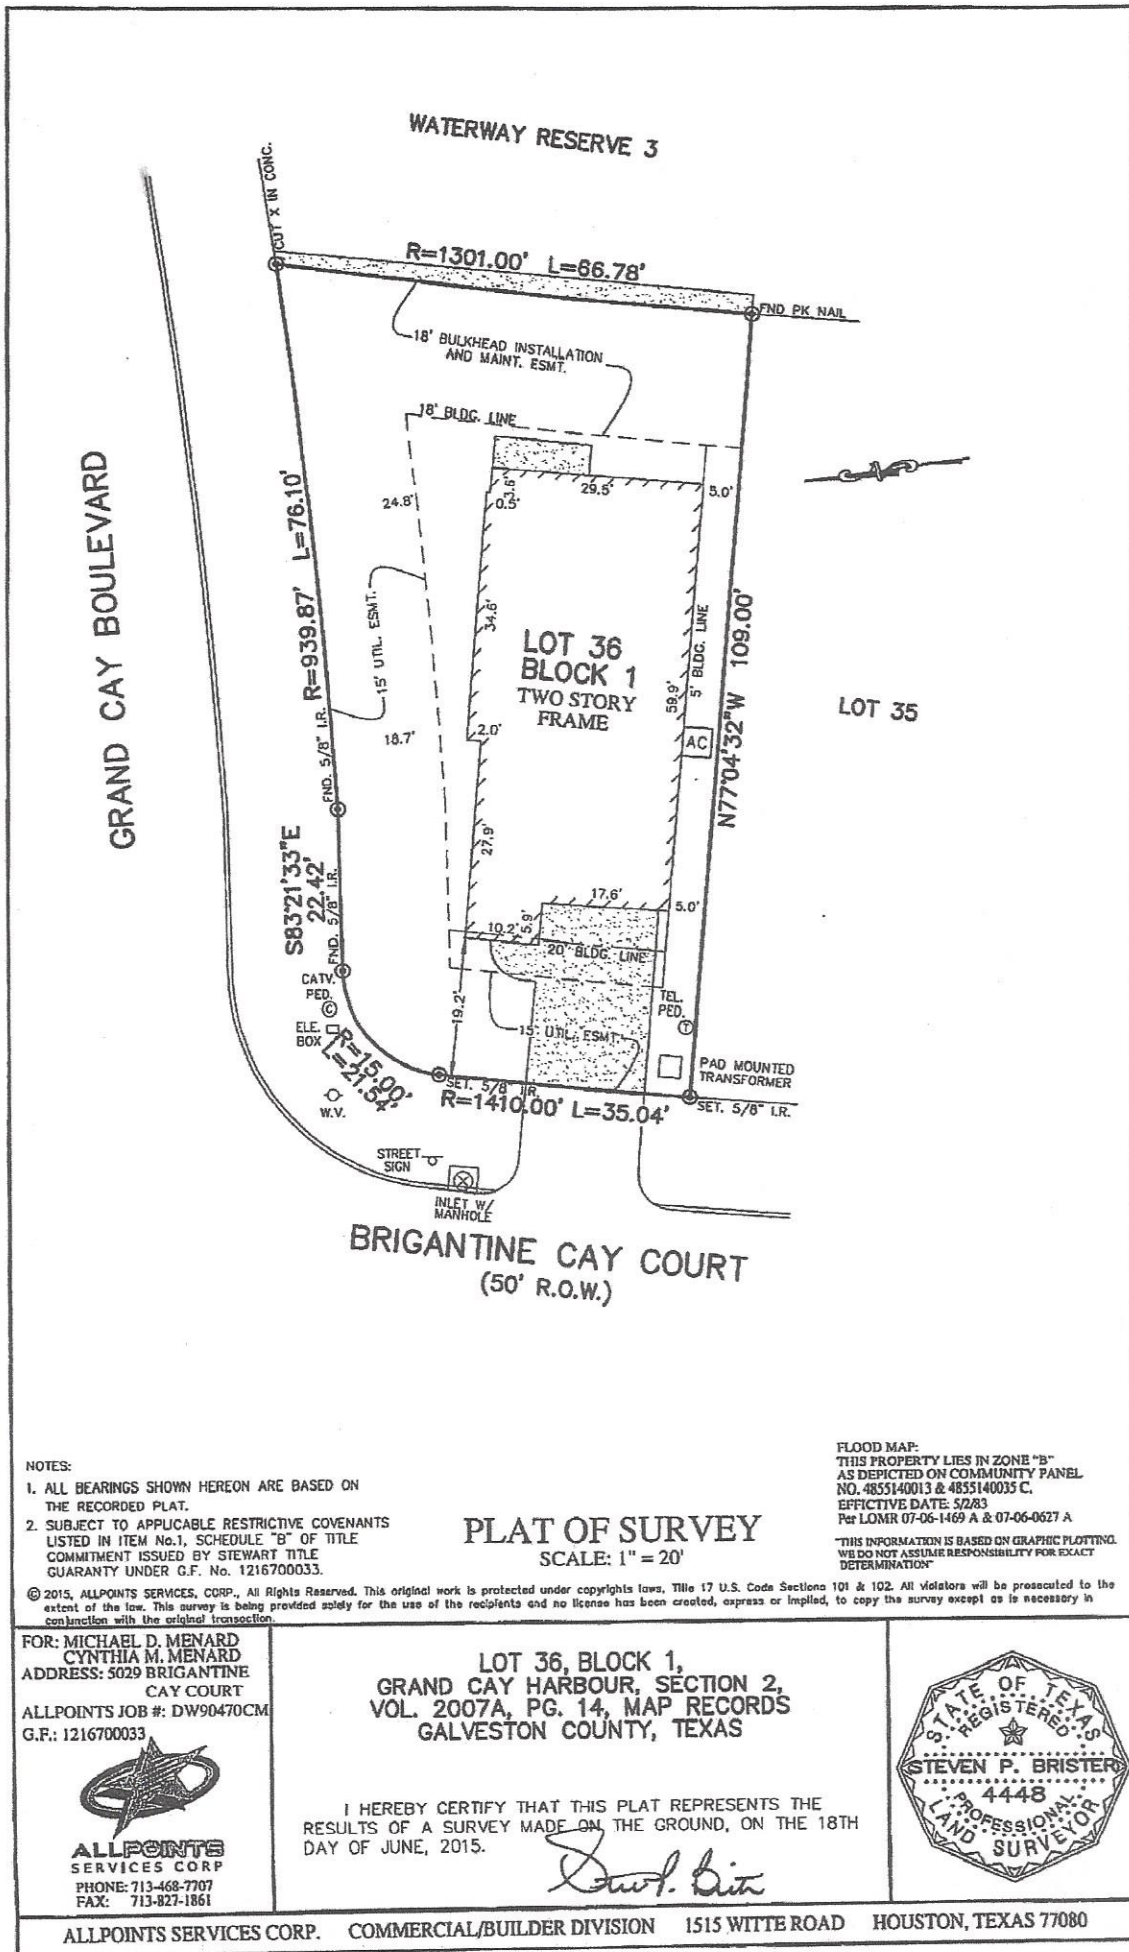 WATERWAY RESERVE 3
CUT X IN CONC.
R=1301.00' L=66.78'
FND PK NAIL
18' BULKHEAD INSTALLATION
AND MAINT. ESMT.
18' BLDG. LINE
3.6'
29.5'
5.0'
24.8'
0.5'
GRAND CAY BOULEVARD
R=939.87' L=76.10'
15' UTIL. ESMT.
34.6'
LOT 36
BLOCK 1
TWO STORY
FRAME
59.9'
5' BLDG. LINE
N77°04'32"W 109.00'
LOT 35
18.7'
2.0'
AC
FND. 5/8" I.R.
27.9'
S83°21'33"E
22.42'
FND. 5/8" I.R.
17.6'
5.0'
10.2'
5.9'
20' BLDG. LINE
CATV.
PED.
C
ELE.
BOX
19.2'
15' UTIL. ESMT.
TEL.
PED.
T
PAD MOUNTED
TRANSFORMER
R=15.00'
L=21.54'
SET. 5/8" I.R.
R=1410.00' L=35.04'
SET. 5/8" I.R.
W.V.
STREET
SIGN
INLET W/
MANHOLE
BRIGANTINE CAY COURT
(50' R.O.W.)
NOTES:
1. ALL BEARINGS SHOWN HEREON ARE BASED ON
THE RECORDED PLAT.
2. SUBJECT TO APPLICABLE RESTRICTIVE COVENANTS
LISTED IN ITEM No.1, SCHEDULE "B" OF TITLE
COMMITMENT ISSUED BY STEWART TITLE
GUARANTY UNDER G.F. No. 1216700033.
PLAT OF SURVEY
SCALE: 1" = 20'
FLOOD MAP:
THIS PROPERTY LIES IN ZONE "B"
AS DEPICTED ON COMMUNITY PANEL
NO. 4855140013 & 4855140035 C,
EFFECTIVE DATE: 5/2/83
Per LOMR 07-06-1469 A & 07-06-0627 A
"THIS INFORMATION IS BASED ON GRAPHIC PLOTTING.
WE DO NOT ASSUME RESPONSIBILITY FOR EXACT
DETERMINATION"
© 2015, ALLPOINTS SERVICES, CORP., All Rights Reserved. This original work is protected under copyrights laws, Title 17 U.S. Code Sections 101 & 102. All violators will be prosecuted to the
extent of the law. This survey is being provided solely for the use of the recipients and no license has been created, express or implied, to copy the survey except as is necessary in
conjunction with the original transaction.
FOR: MICHAEL D. MENARD
CYNTHIA M. MENARD
ADDRESS: 5029 BRIGANTINE
CAY COURT
ALLPOINTS JOB #: DW90470CM
G.F.: 1216700033
ALLPOINTS
SERVICES CORP
PHONE: 713-468-7707
FAX: 713-827-1861
LOT 36, BLOCK 1,
GRAND CAY HARBOUR, SECTION 2,
VOL. 2007A, PG. 14, MAP RECORDS
GALVESTON COUNTY, TEXAS
I HEREBY CERTIFY THAT THIS PLAT REPRESENTS THE
RESULTS OF A SURVEY MADE ON THE GROUND, ON THE 18TH
DAY OF JUNE, 2015.
STATE OF TEXAS
REGISTERED
STEVEN P. BRISTER
4448
PROFESSIONAL
LAND SURVEYOR
ALLPOINTS SERVICES CORP. COMMERCIAL/BUILDER DIVISION 1515 WITTE ROAD HOUSTON, TEXAS 77080